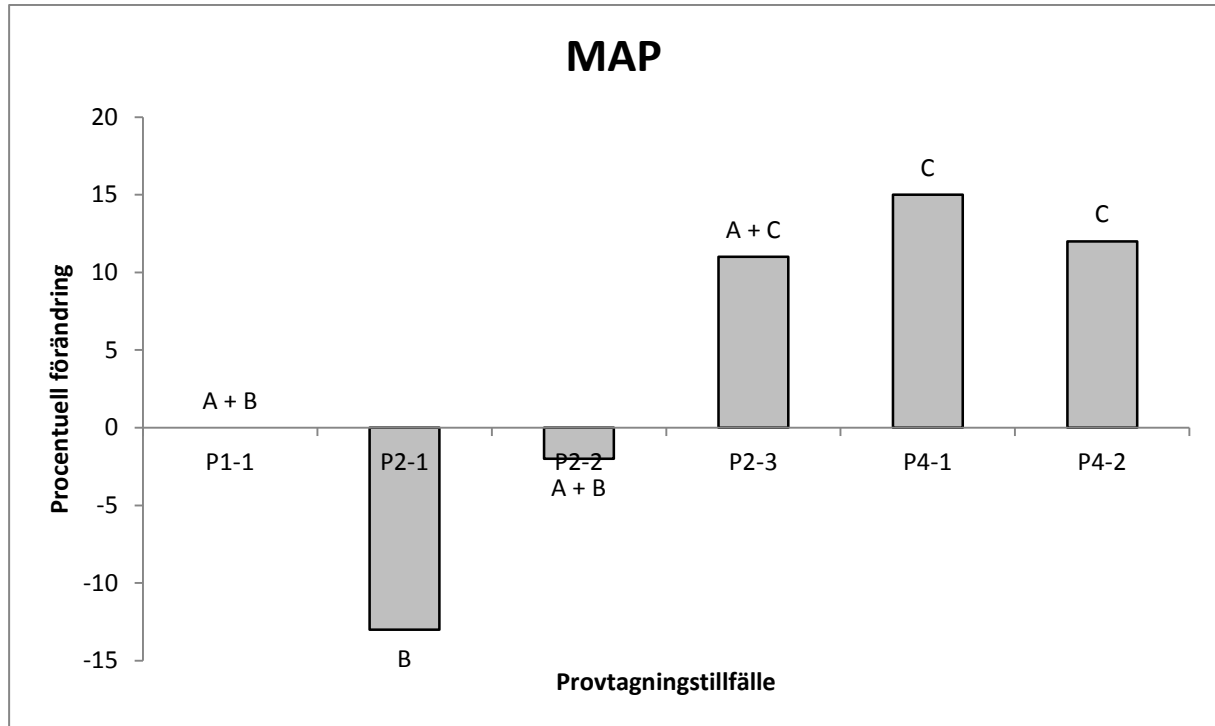 MAP
Procentuell förändring
20
15
10
5
0
-5
-10
-15
A + B
B
A + B
A + C
C
C
P1-1
P2-1
P2-2
P2-3
P4-1
P4-2
Provtagningstillfälle